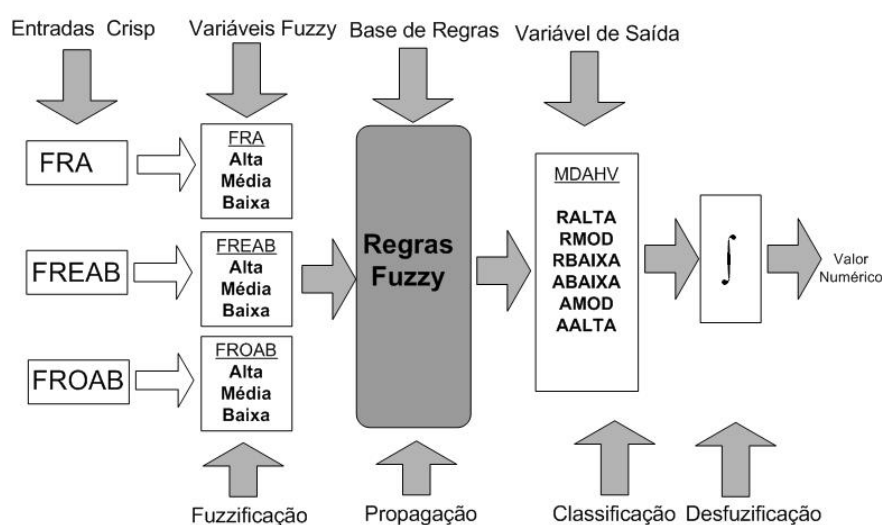 Entradas Crisp
Variáveis Fuzzy
Base de Regras
Variável de Saída
FRA
FRA
Alta
Média
Baixa
FREAB
FREAB
Alta
Média
Baixa
FROAB
FROAB
Alta
Média
Baixa
Regras
Fuzzy
MDAHV
RALTA
RMOD
RBAIXA
ABAIXA
AMOD
AALTA
∫
Valor
Numérico
Fuzzificação
Propagação
Classificação
Desfuzificação